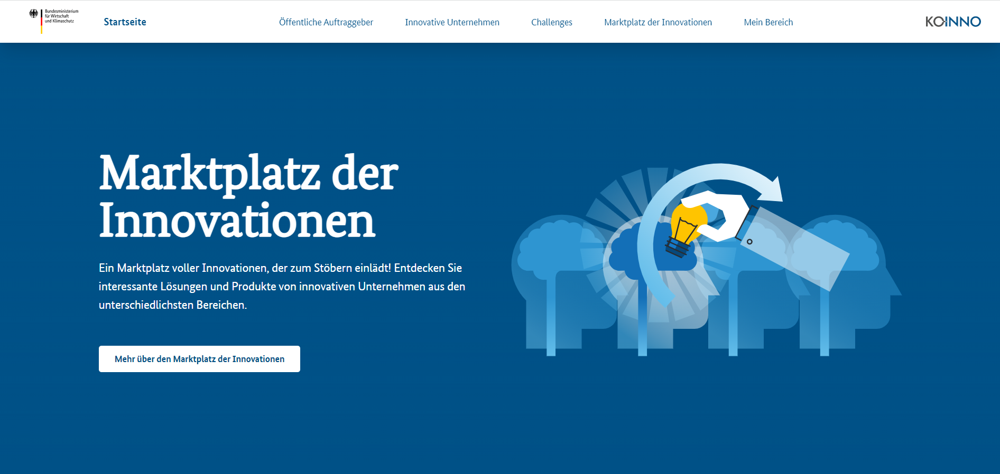 Bundesministerium
für Wirtschaft
und Klimaschutz
Startseite
Öffentliche Auftraggeber
Innovative Unternehmen
Challenges
Marktplatz der Innovationen
Mein Bereich
KOINNO
Marktplatz der
Innovationen
Ein Marktplatz voller Innovationen, der zum Stöbern einlädt! Entdecken Sie
interessante Lösungen und Produkte von innovativen Unternehmen aus den
unterschiedlichsten Bereichen.
Mehr über den Marktplatz der Innovationen